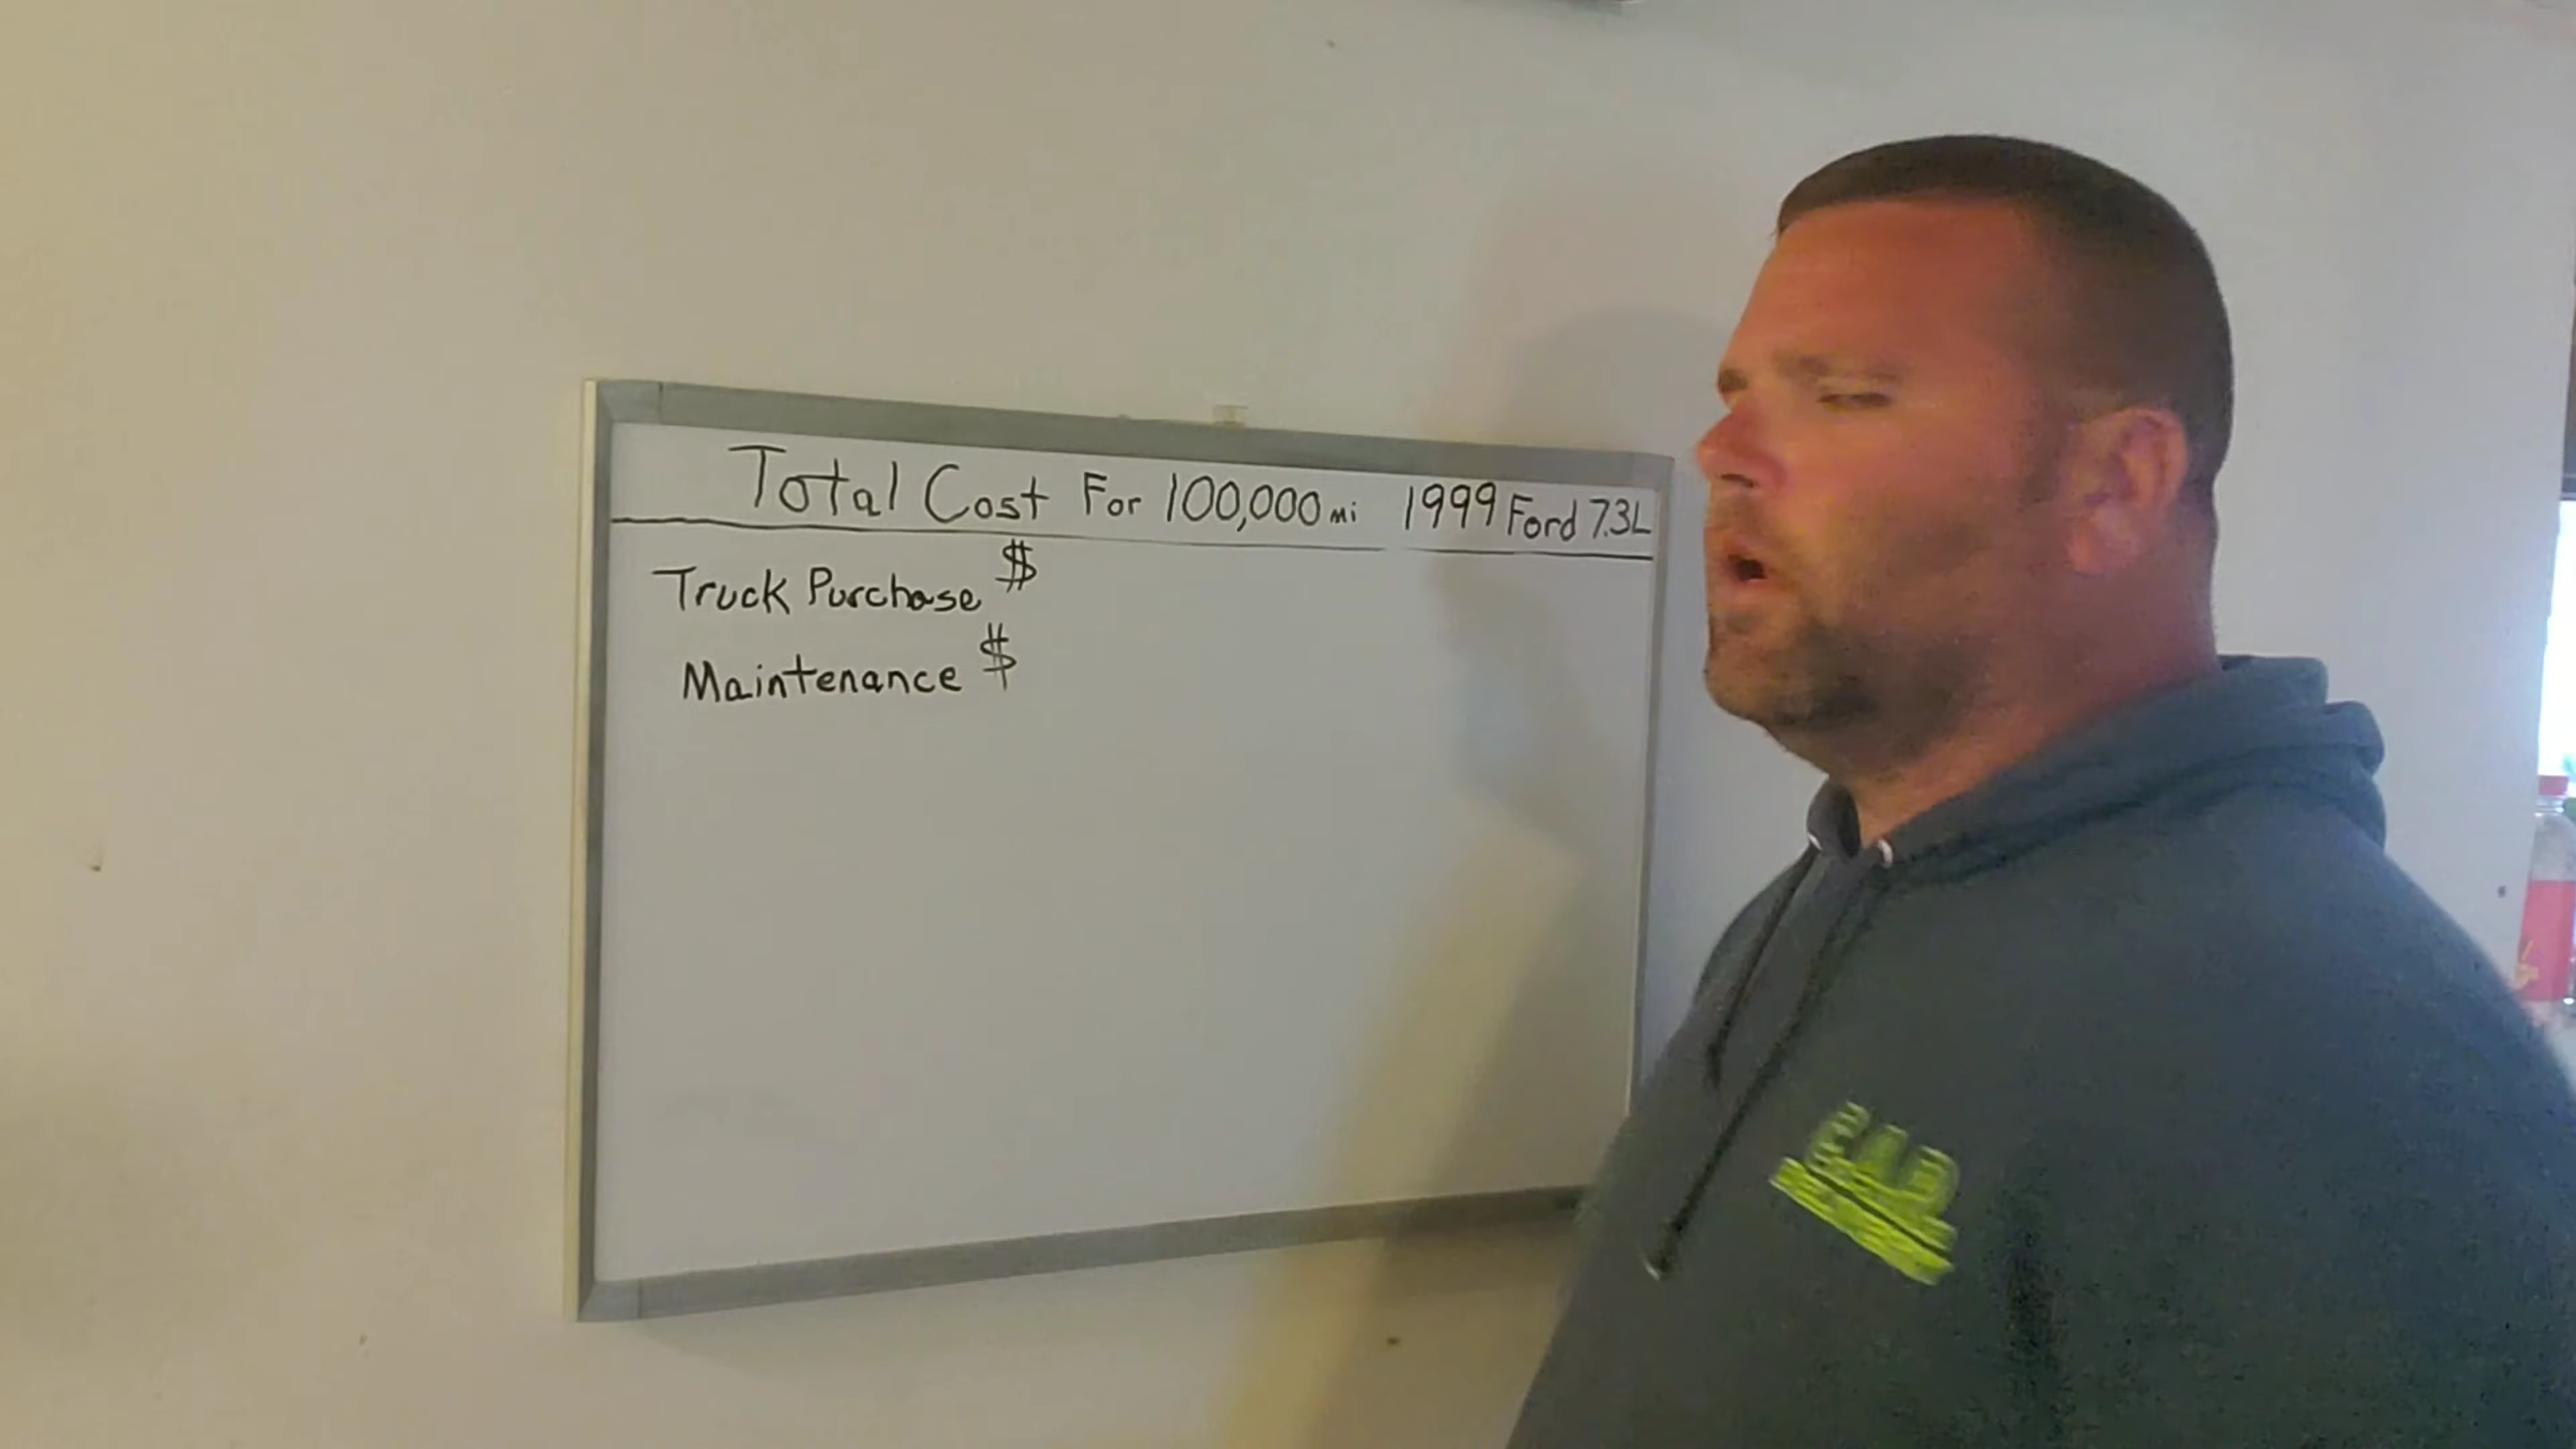 Total Cost For 100,000 mi 1999 Ford 7.3L
Truck Purchase $
Maintenance $